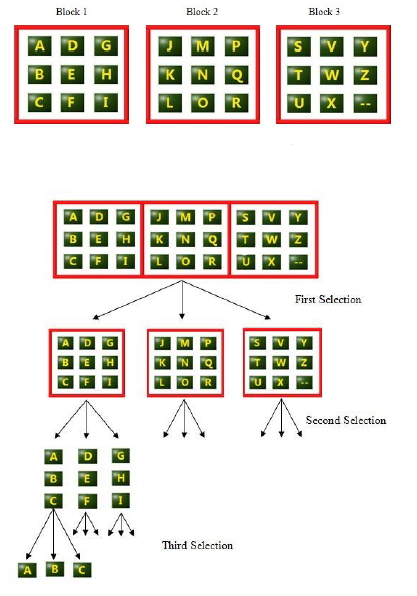 Block 1 Block 2 Block 3
A D G J M P S V Y
B E H K N Q T W Z
C F I L O R U X --
A D G J M P S V Y
B E H K N Q T W Z
C F I L O R U X --
First Selection
A D G J M P S V Y
B E H K N Q T W Z
C F I L O R U X --
Second Selection
A D G
B E H
C F I
Third Selection
A B C